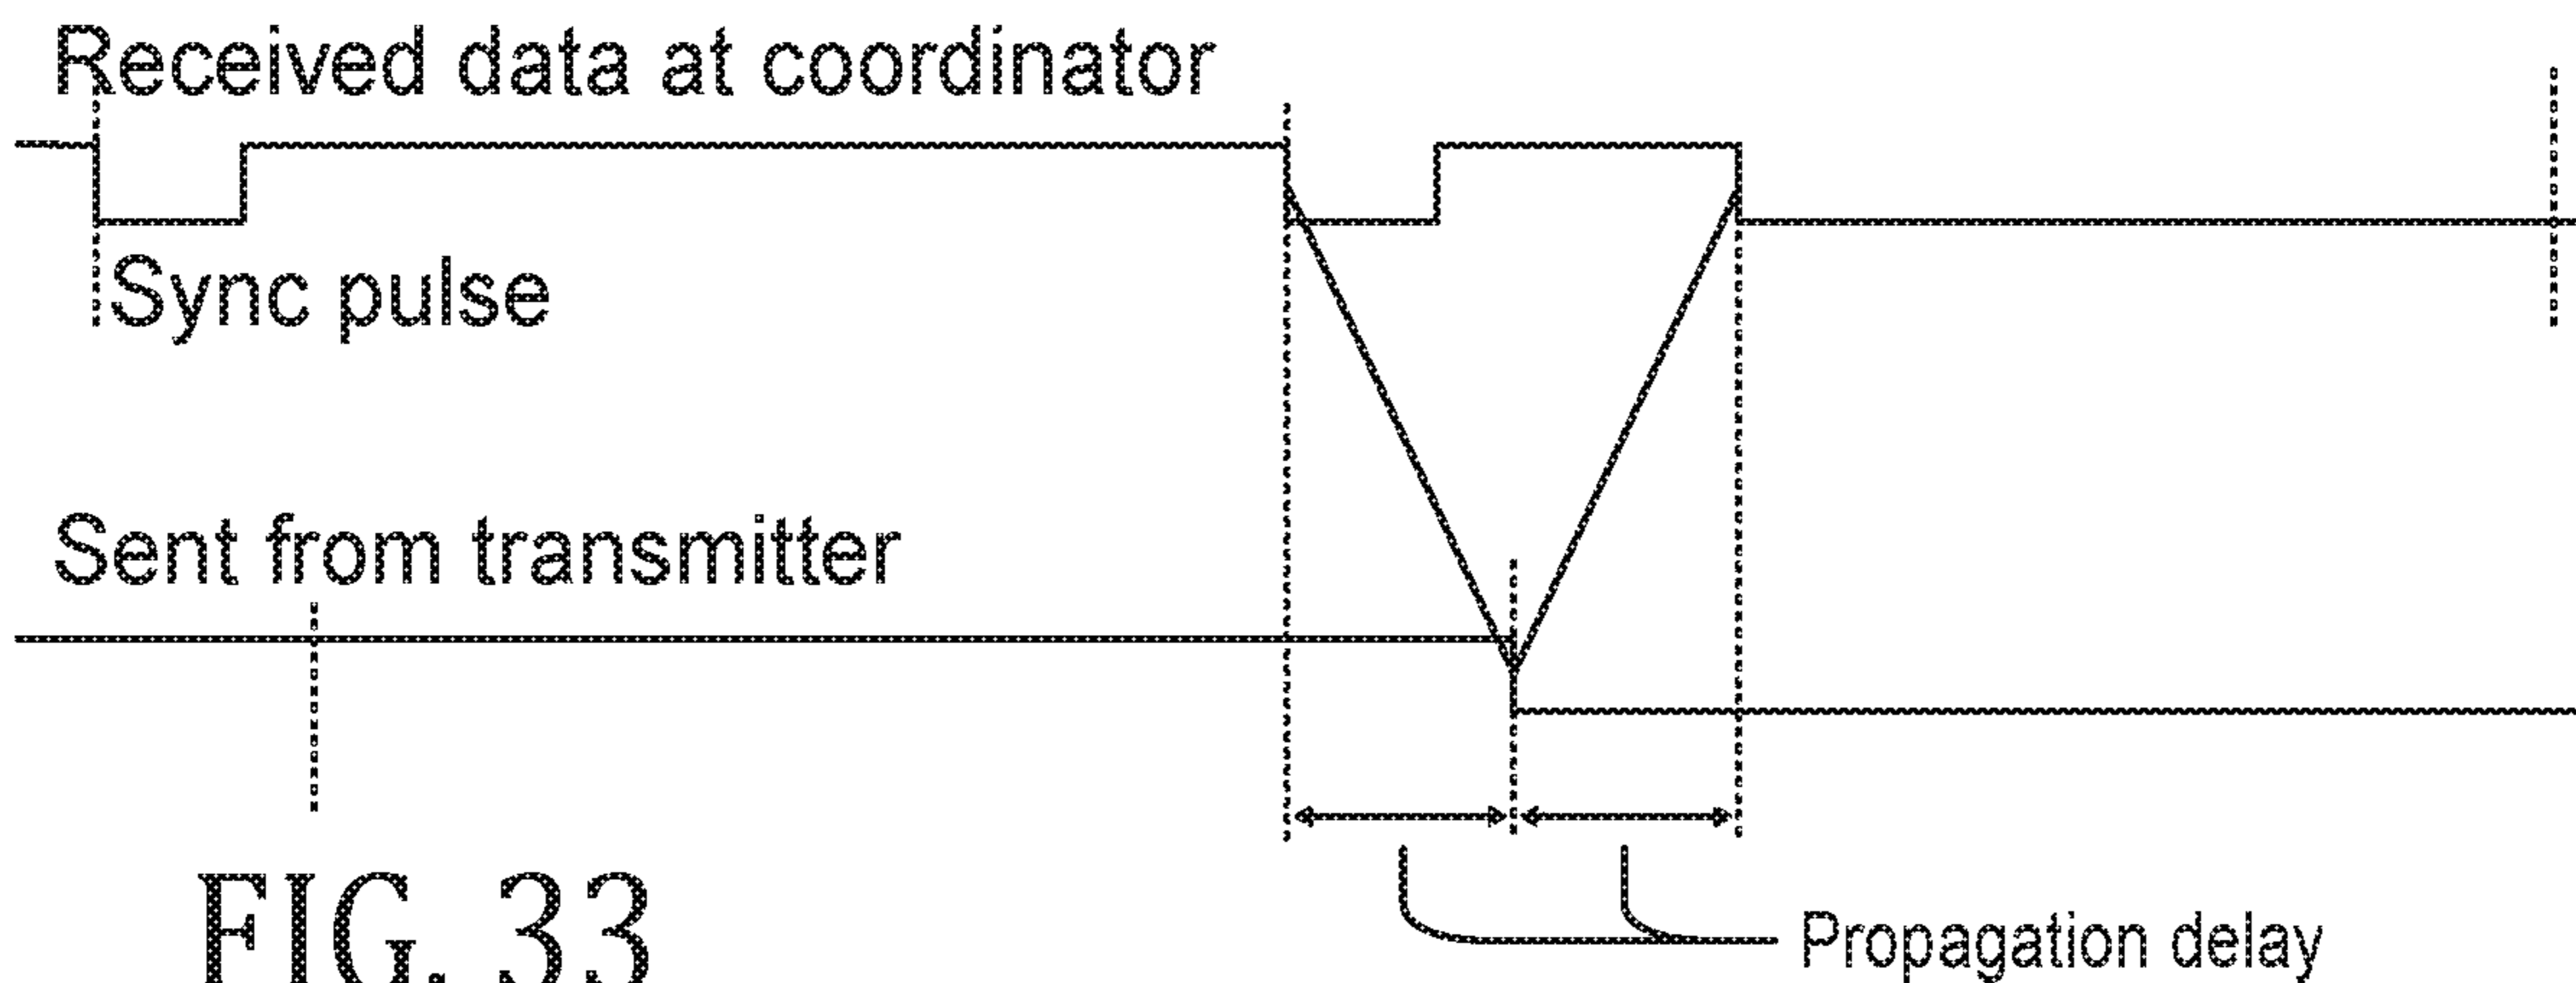 Received data at coordinator
Sync pulse
Sent from transmitter
FIG. 33
Propagation delay